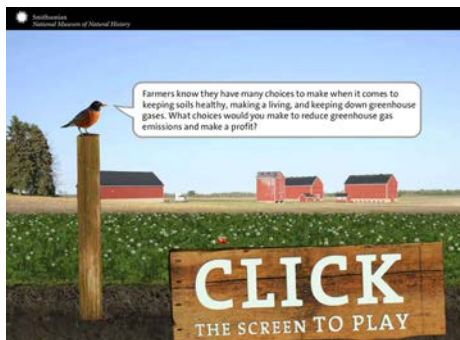 Smithsonian
National Museum of Natural History
Farmers know they have many choices to make when it comes to
keeping soils healthy, making a living, and keeping down greenhouse
gases. What choices would you make to reduce greenhouse gas
emissions and make a profit?
CLICK
THE SCREEN TO PLAY